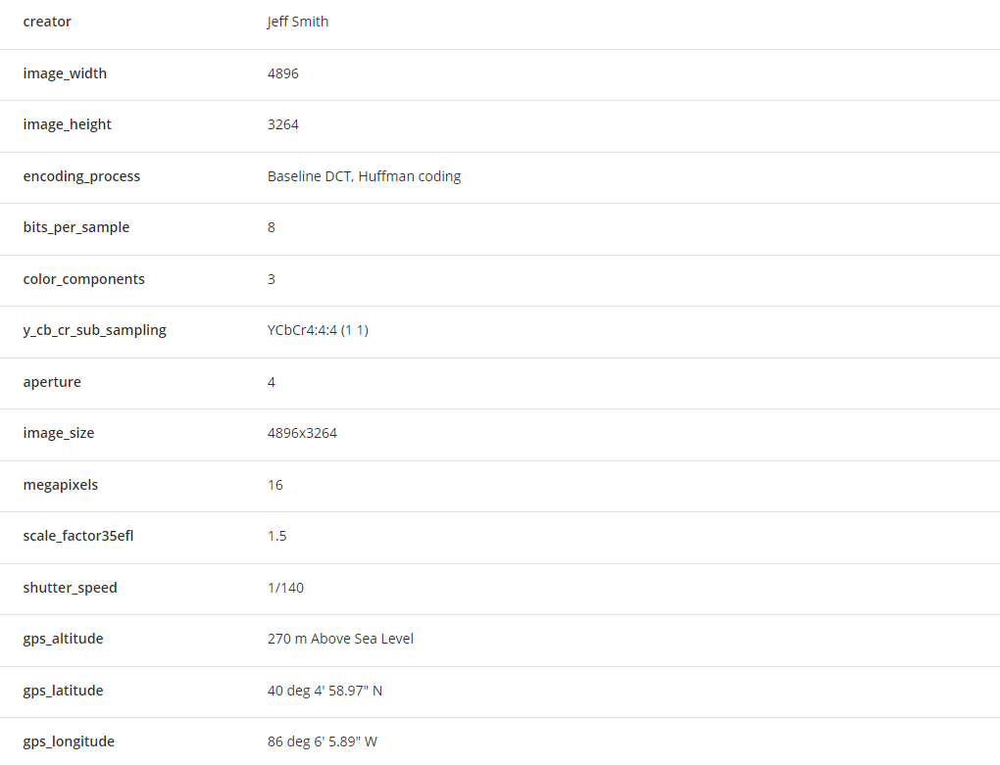 creator Jeff Smith
image_width 4896
image_height 3264
encoding_process Baseline DCT, Huffman coding
bits_per_sample 8
color_components 3
y_cb_cr_sub_sampling YCbCr4:4:4 (1 1)
aperture 4
image_size 4896x3264
megapixels 16
scale_factor35efl 1.5
shutter_speed 1/140
gps_altitude 270 m Above Sea Level
gps_latitude 40 deg 4' 58.97" N
gps_longitude 86 deg 6' 5.89" W